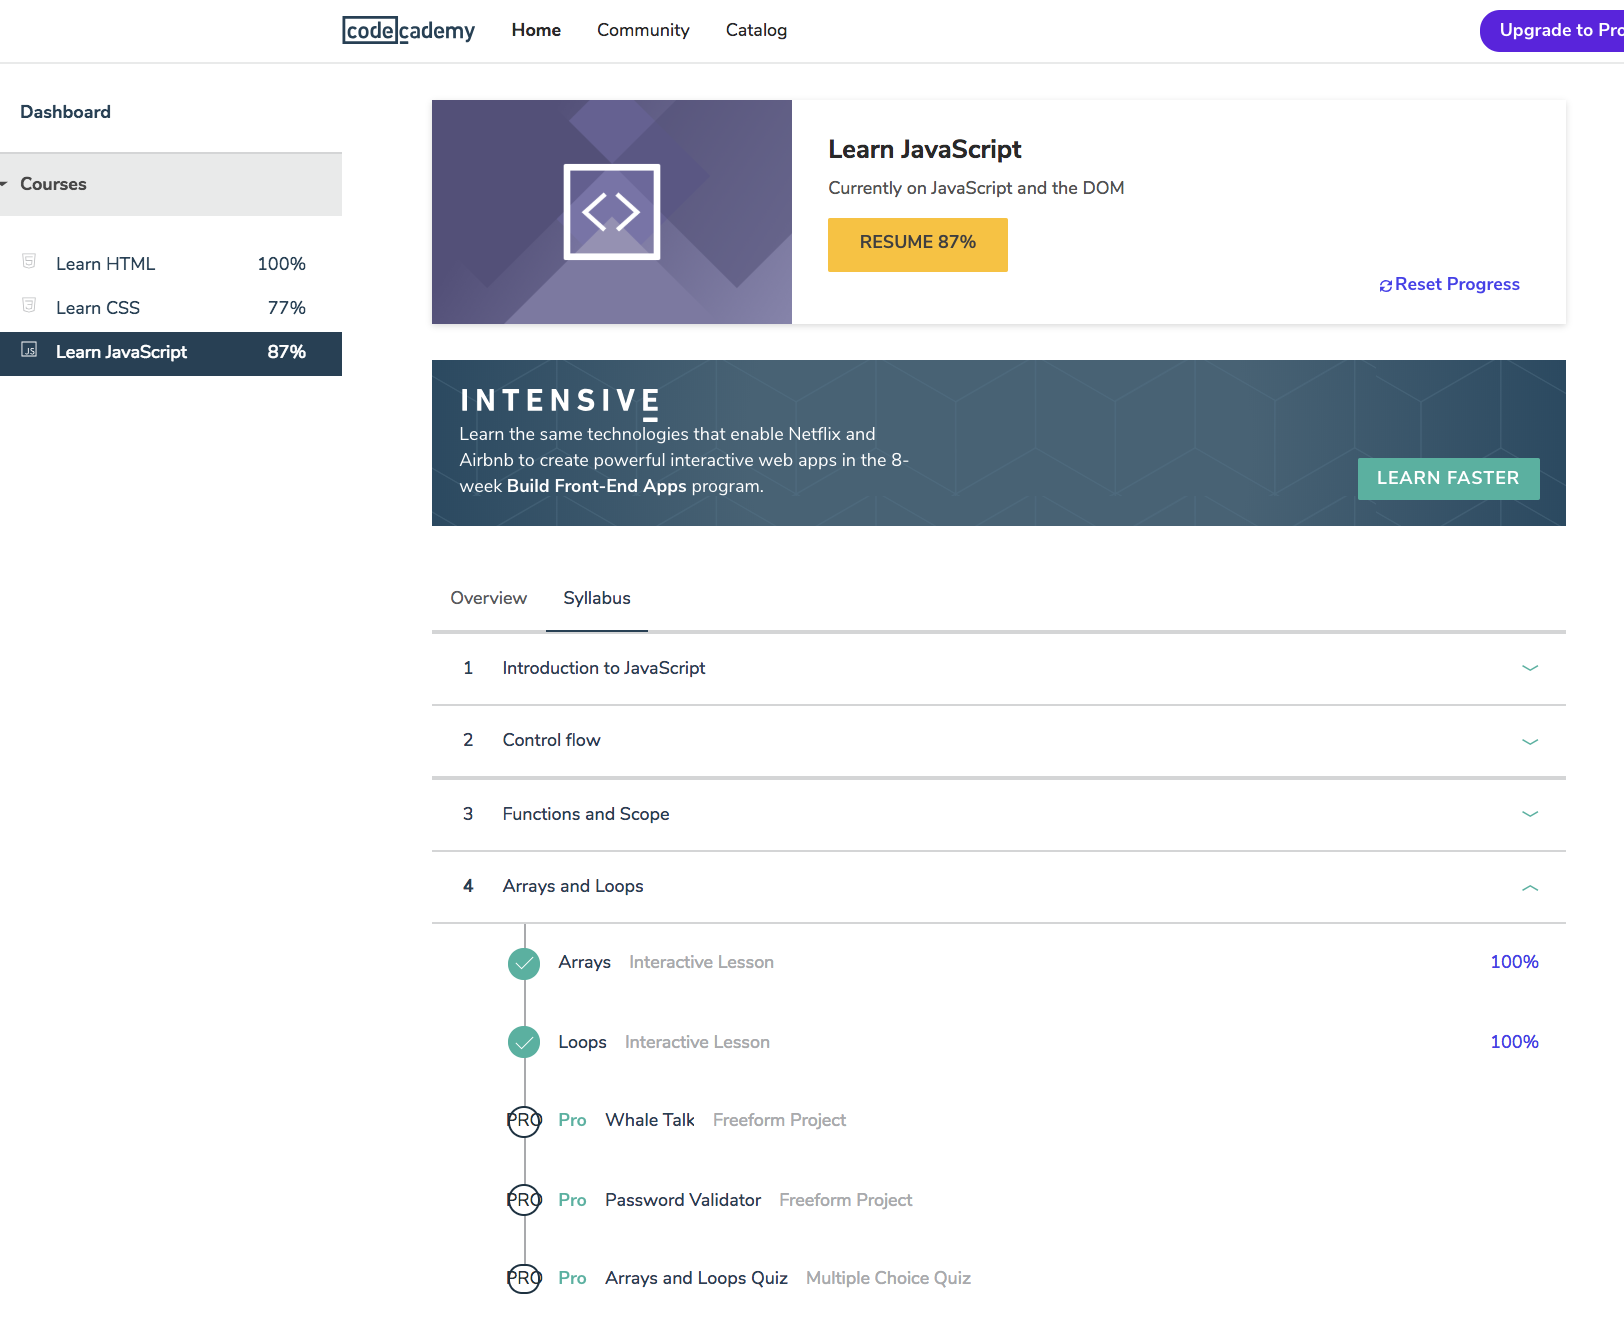 codecademy Home Community Catalog Upgrade to Pro
Dashboard
Courses
Learn HTML 100%
Learn CSS 77%
JS Learn JavaScript 87%
Learn JavaScript
Currently on JavaScript and the DOM
RESUME 87%
Reset Progress
INTENSIVE
Learn the same technologies that enable Netflix and
Airbnb to create powerful interactive web apps in the 8-
week Build Front-End Apps program.
LEARN FASTER
Overview Syllabus
1 Introduction to JavaScript
2 Control flow
3 Functions and Scope
4 Arrays and Loops
Arrays Interactive Lesson 100%
Loops Interactive Lesson 100%
PRO Pro Whale Talk Freeform Project
PRO Pro Password Validator Freeform Project
PRO Pro Arrays and Loops Quiz Multiple Choice Quiz